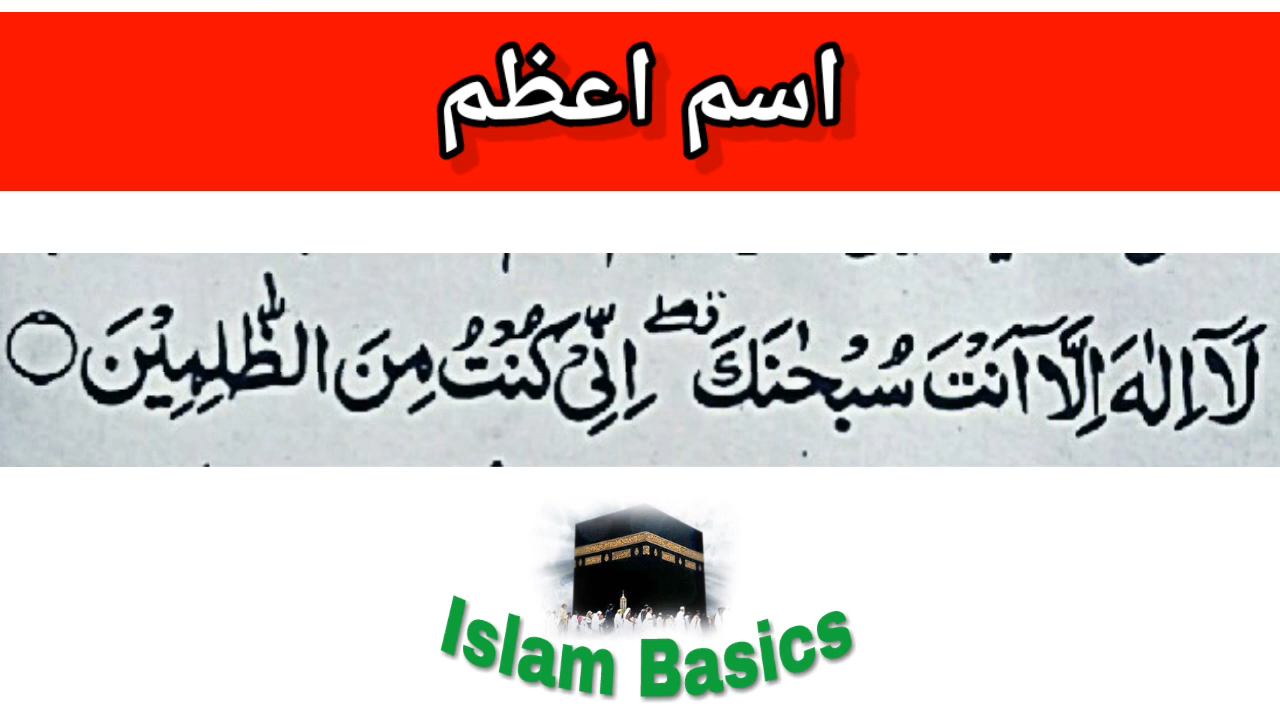 اسم اعظم
لَآ اِلٰهَ اِلَّآ اَنْتَ سُبْحٰنَكَ ۖ اِنِّیْ كُنْتُ مِنَ الظّٰلِمِیْنَ ○
Islam Basics